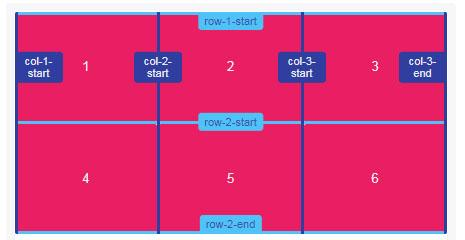 row-1-start
col-1-
start
1
col-2-
start
2
col-3-
start
3
col-3-
end
row-2-start
4
5
6
row-2-end